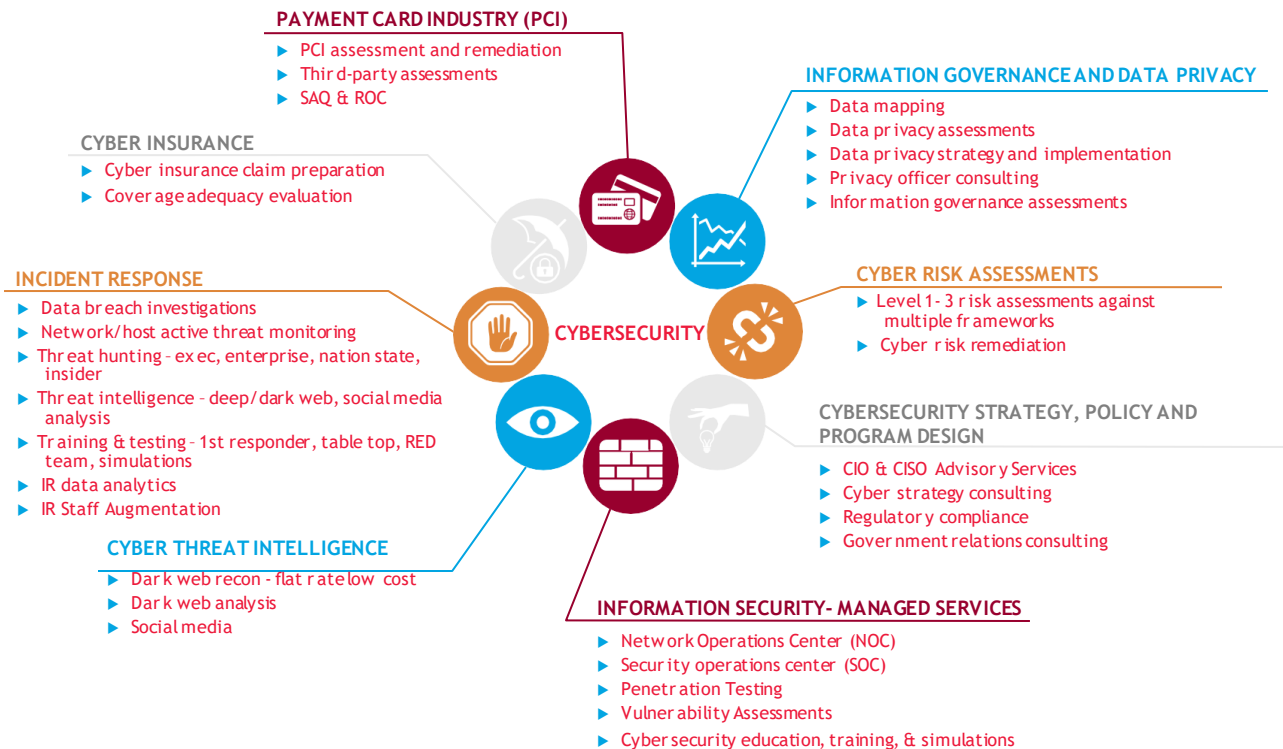 PAYMENT CARD INDUSTRY (PCI)
PCI assessment and remediation
Third-party assessments
SAQ & ROC
INFORMATION GOVERNANCE AND DATA PRIVACY
Data mapping
Data privacy assessments
Data privacy strategy and implementation
Privacy officer consulting
Information governance assessments
CYBER INSURANCE
Cyber insurance claim preparation
Coverage adequacy evaluation
INCIDENT RESPONSE
Data breach investigations
Network/host active threat monitoring
Threat hunting - exec, enterprise, nation state,
insider
Threat intelligence - deep/dark web, social media
analysis
Training & testing - 1st responder, table top, RED
team, simulations
IR data analytics
IR Staff Augmentation
CYBERSECURITY
CYBER RISK ASSESSMENTS
Level 1- 3 risk assessments against
multiple frameworks
Cyber risk remediation
CYBERSECURITY STRATEGY, POLICY AND
PROGRAM DESIGN
CIO & CISO Advisory Services
Cyber strategy consulting
Regulatory compliance
Government relations consulting
CYBER THREAT INTELLIGENCE
Dark web recon - flat rate low cost
Dark web analysis
Social media
INFORMATION SECURITY- MANAGED SERVICES
Network Operations Center (NOC)
Security operations center (SOC)
Penetration Testing
Vulnerability Assessments
Cybersecurity education, training, & simulations